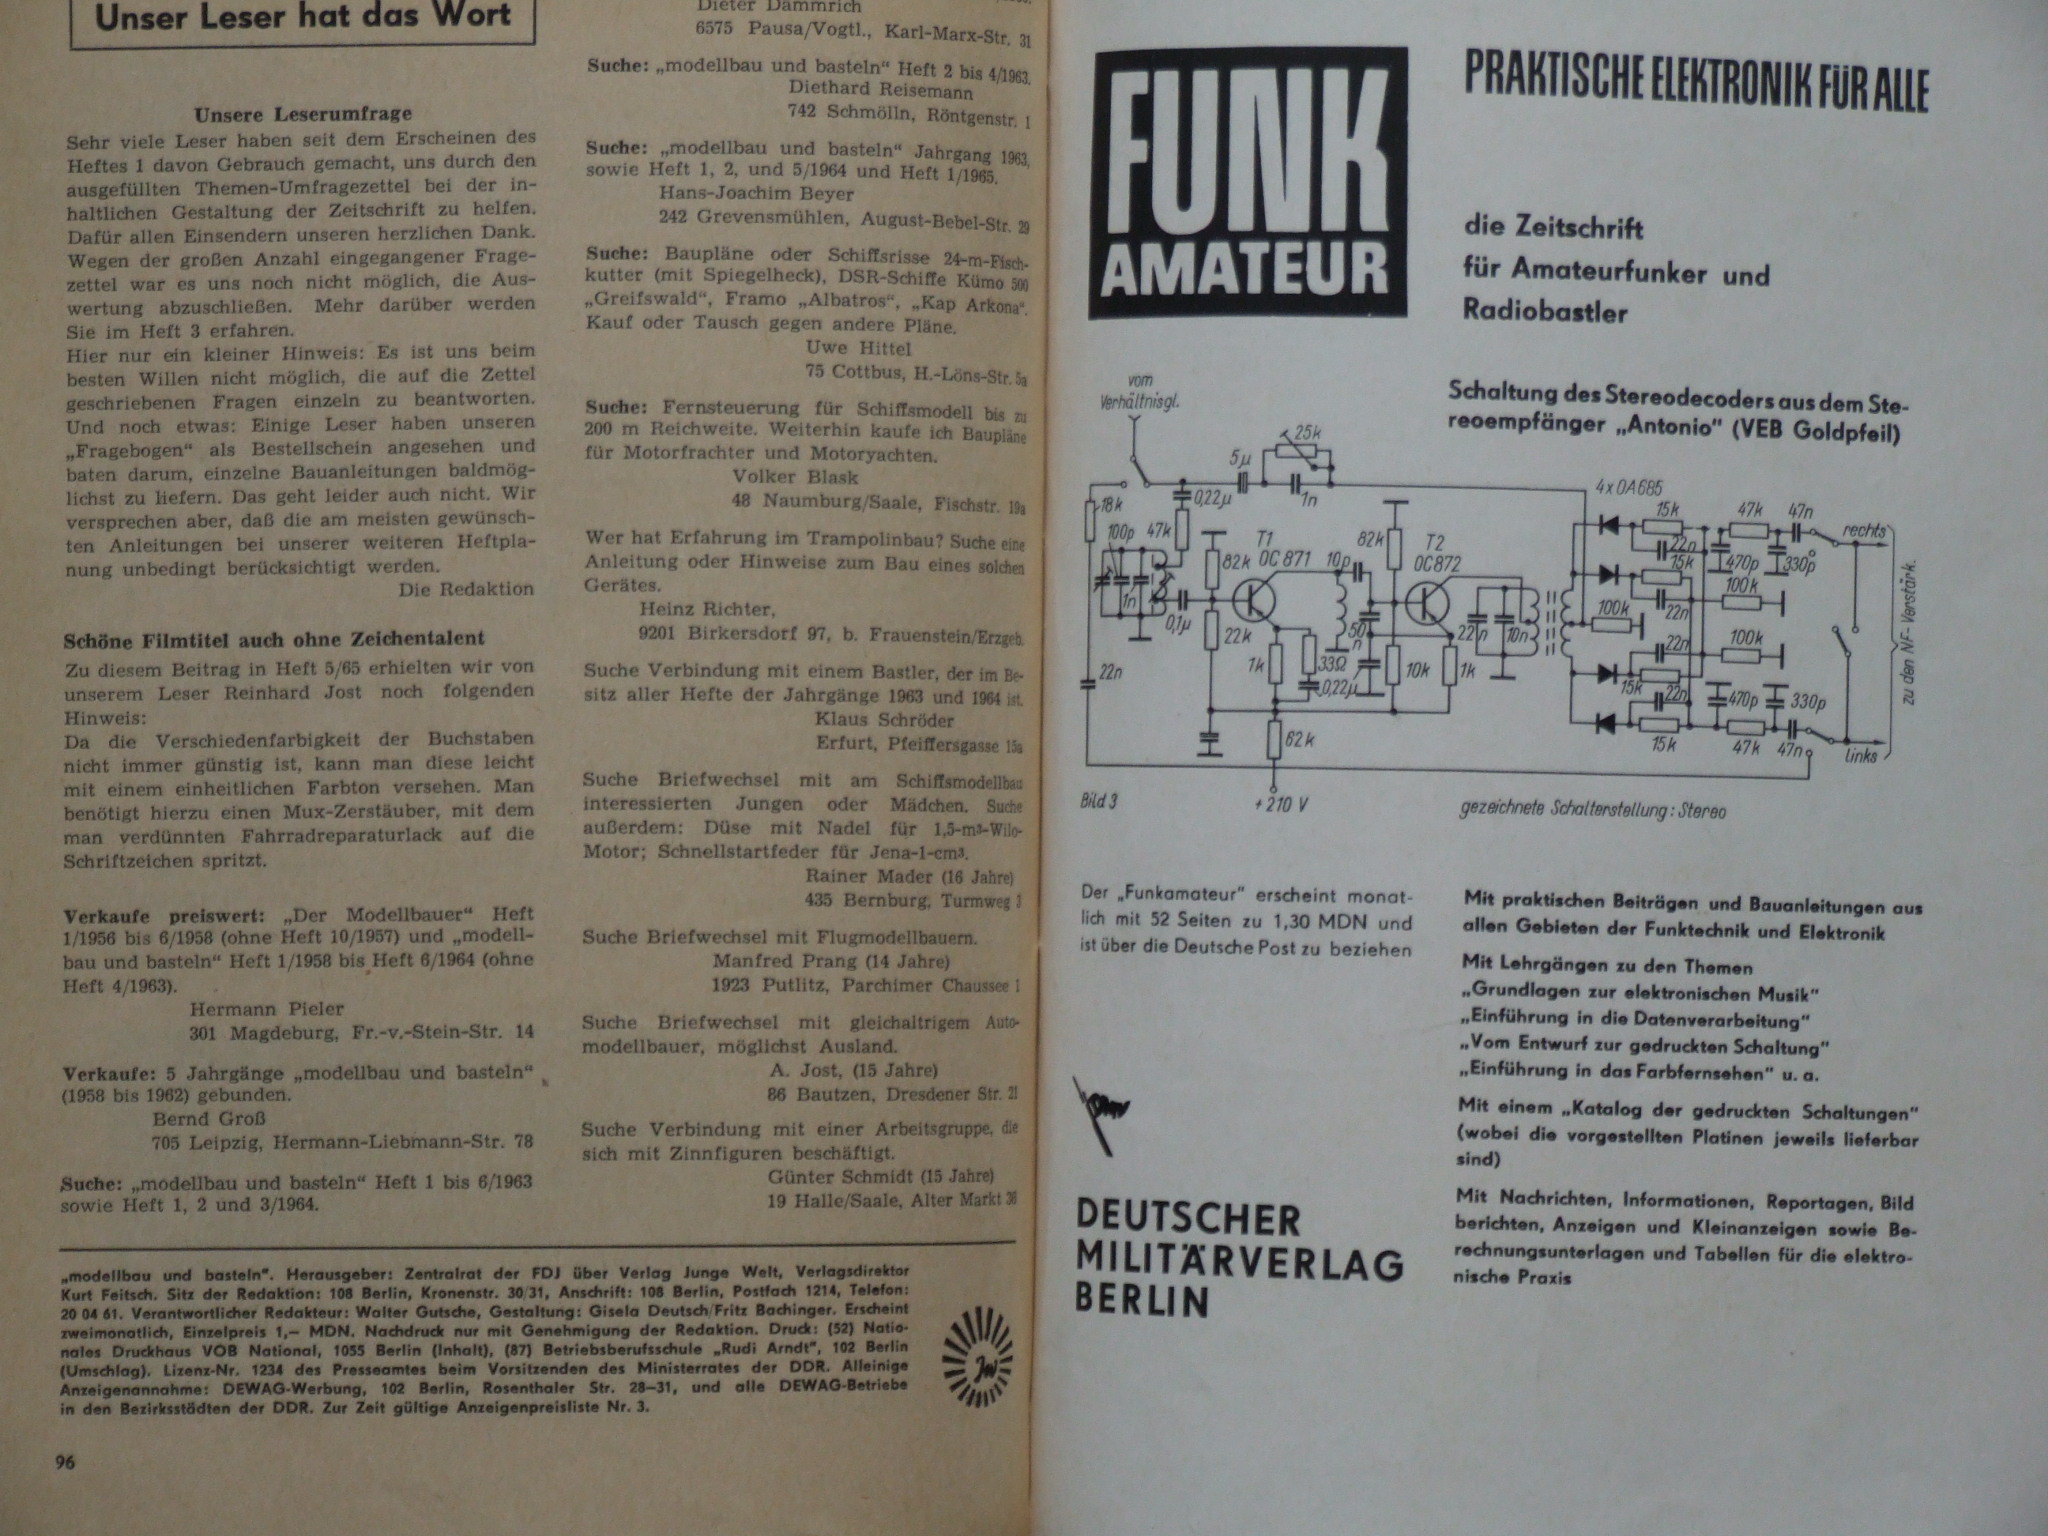 Unser Leser hat das Wort
Unsere Leserumfrage
Sehr viele Leser haben seit dem Erscheinen des
Heftes 1 davon Gebrauch gemacht, uns durch den
ausgefüllten Themen-Umfragezettel bei der in-
haltlichen Gestaltung der Zeitschrift zu helfen.
Dafür allen Einsendern unseren herzlichen Dank.
Wegen der großen Anzahl eingegangener Frage-
zettel war es uns noch nicht möglich, die Aus-
wertung abzuschließen. Mehr darüber werden
Sie im Heft 3 erfahren.
Hier nur ein kleiner Hinweis: Es ist uns beim
besten Willen nicht möglich, die auf die Zettel
geschriebenen Fragen einzeln zu beantworten.
Und noch etwas: Einige Leser haben unseren
„Fragebogen“ als Bestellschein angesehen und
baten darum, einzelne Bauanleitungen baldmög-
lichst zu liefern. Das geht leider auch nicht. Wir
versprechen aber, daß die am meisten gewünsch-
ten Anleitungen bei unserer weiteren Heftpla-
nung unbedingt berücksichtigt werden.
Die Redaktion
Schöne Filmtitel auch ohne Zeichentalent
Zu diesem Beitrag in Heft 5/65 erhielten wir von
unserem Leser Reinhard Jost noch folgenden
Hinweis:
Da die Verschiedenfarbigkeit der Buchstaben
nicht immer günstig ist, kann man diese leicht
mit einem einheitlichen Farbton versehen. Man
benötigt hierzu einen Mux-Zerstäuber, mit dem
man verdünnten Fahrradreparaturlack auf die
Schriftzeichen spritzt.
Verkaufe preiswert: „Der Modellbauer“ Heft
1/1956 bis 6/1958 (ohne Heft 10/1957) und „modell-
bau und basteln“ Heft 1/1958 bis Heft 6/1964 (ohne
Heft 4/1963).
Hermann Pieler
301 Magdeburg, Fr.-v.-Stein-Str. 14
Verkaufe: 5 Jahrgänge „modellbau und basteln“
(1958 bis 1962) gebunden.
Bernd Groß
705 Leipzig, Hermann-Liebmann-Str. 78
Suche: „modellbau und basteln“ Heft 1 bis 6/1963
sowie Heft 1, 2 und 3/1964.
Dieter Dämmrich
6575 Pausa/Vogtl., Karl-Marx-Str. 31
Suche: „modellbau und basteln“ Heft 2 bis 4/1963.
Diethard Reisemann
742 Schmölln, Röntgenstr. 1
Suche: „modellbau und basteln“ Jahrgang 1963,
sowie Heft 1, 2, und 5/1964 und Heft 1/1965.
Hans-Joachim Beyer
242 Grevensmühlen, August-Bebel-Str. 29
Suche: Baupläne oder Schiffsrisse 24-m-Fisch-
kutter (mit Spiegelheck), DSR-Schiffe Kümo 500
„Greifswald“, Framo „Albatros“, „Kap Arkona“.
Kauf oder Tausch gegen andere Pläne.
Uwe Hittel
75 Cottbus, H.-Löns-Str. 5a
Suche: Fernsteuerung für Schiffsmodell bis zu
200 m Reichweite. Weiterhin kaufe ich Baupläne
für Motorfrachter und Motoryachten.
Volker Blask
48 Naumburg/Saale, Fischstr. 19a
Wer hat Erfahrung im Trampolinbau? Suche eine
Anleitung oder Hinweise zum Bau eines solchen
Gerätes.
Heinz Richter,
9201 Birkersdorf 97, b. Frauenstein/Erzgeb.
Suche Verbindung mit einem Bastler, der im Be-
sitz aller Hefte der Jahrgänge 1963 und 1964 ist.
Klaus Schröder
Erfurt, Pfeiffersgasse 15a
Suche Briefwechsel mit am Schiffsmodellbau
interessierten Jungen oder Mädchen. Suche
außerdem: Düse mit Nadel für 1,5-m³-Wilo-
Motor; Schnellstartfeder für Jena-1-cm³.
Rainer Mader (16 Jahre)
435 Bernburg, Turmweg 3
Suche Briefwechsel mit Flugmodellbauern.
Manfred Prang (14 Jahre)
1923 Putlitz, Parchimer Chaussee 1
Suche Briefwechsel mit gleichaltrigem Auto-
modellbauer, möglichst Ausland.
A. Jost, (15 Jahre)
86 Bautzen, Dresdener Str. 21
Suche Verbindung mit einer Arbeitsgruppe, die
sich mit Zinnfiguren beschäftigt.
Günter Schmidt (15 Jahre)
19 Halle/Saale, Alter Markt 36
„modellbau und basteln“. Herausgeber: Zentralrat der FDJ über Verlag Junge Welt, Verlagsdirektor
Kurt Feitsch. Sitz der Redaktion: 108 Berlin, Kronenstr. 30/31, Anschrift: 108 Berlin, Postfach 1214, Telefon:
20 04 61. Verantwortlicher Redakteur: Walter Gutsche, Gestaltung: Gisela Deutsch/Fritz Bachinger. Erscheint
zweimonatlich, Einzelpreis 1,– MDN. Nachdruck nur mit Genehmigung der Redaktion. Druck: (52) Natio-
nales Druckhaus VOB National, 1055 Berlin (Inhalt), (87) Betriebsberufsschule „Rudi Arndt“, 102 Berlin
(Umschlag). Lizenz-Nr. 1234 des Presseamtes beim Vorsitzenden des Ministerrates der DDR. Alleinige
Anzeigenannahme: DEWAG-Werbung, 102 Berlin, Rosenthaler Str. 28–31, und alle DEWAG-Betriebe
in den Bezirksstädten der DDR. Zur Zeit gültige Anzeigenpreisliste Nr. 3.
JW
96
FUNK
AMATEUR
PRAKTISCHE ELEKTRONIK FÜR ALLE
die Zeitschrift
für Amateurfunker und
Radiobastler
Schaltung des Stereodecoders aus dem Ste-
reoempfänger „Antonio“ (VEB Goldpfeil)
vom
Verhältnisgl.
25k
5µ
0,22µ
1n
4xOA685
18k
100p
47k
1n
0,1µ
82k
T1
OC871
10p
82k
T2
OC872
22k
1k
33Ω
0,22µ
50n
10k
1k
22n
10n
22n
62k
+210 V
15k
47k
47n
rechts
22n
15k
470p
330p
100k
22n
100k
100k
22n
15k
22n
470p
330p
15k
47k
47n
links
zu den NF-Verstärk.
Bild 3
gezeichnete Schalterstellung: Stereo
Der „Funkamateur“ erscheint monat-
lich mit 52 Seiten zu 1,30 MDN und
ist über die Deutsche Post zu beziehen
DEUTSCHER
MILITÄRVERLAG
BERLIN
Mit praktischen Beiträgen und Bauanleitungen aus
allen Gebieten der Funktechnik und Elektronik
Mit Lehrgängen zu den Themen
„Grundlagen zur elektronischen Musik“
„Einführung in die Datenverarbeitung“
„Vom Entwurf zur gedruckten Schaltung“
„Einführung in das Farbfernsehen“ u. a.
Mit einem „Katalog der gedruckten Schaltungen“
(wobei die vorgestellten Platinen jeweils lieferbar
sind)
Mit Nachrichten, Informationen, Reportagen, Bild
berichten, Anzeigen und Kleinanzeigen sowie Be-
rechnungsunterlagen und Tabellen für die elektro-
nische Praxis